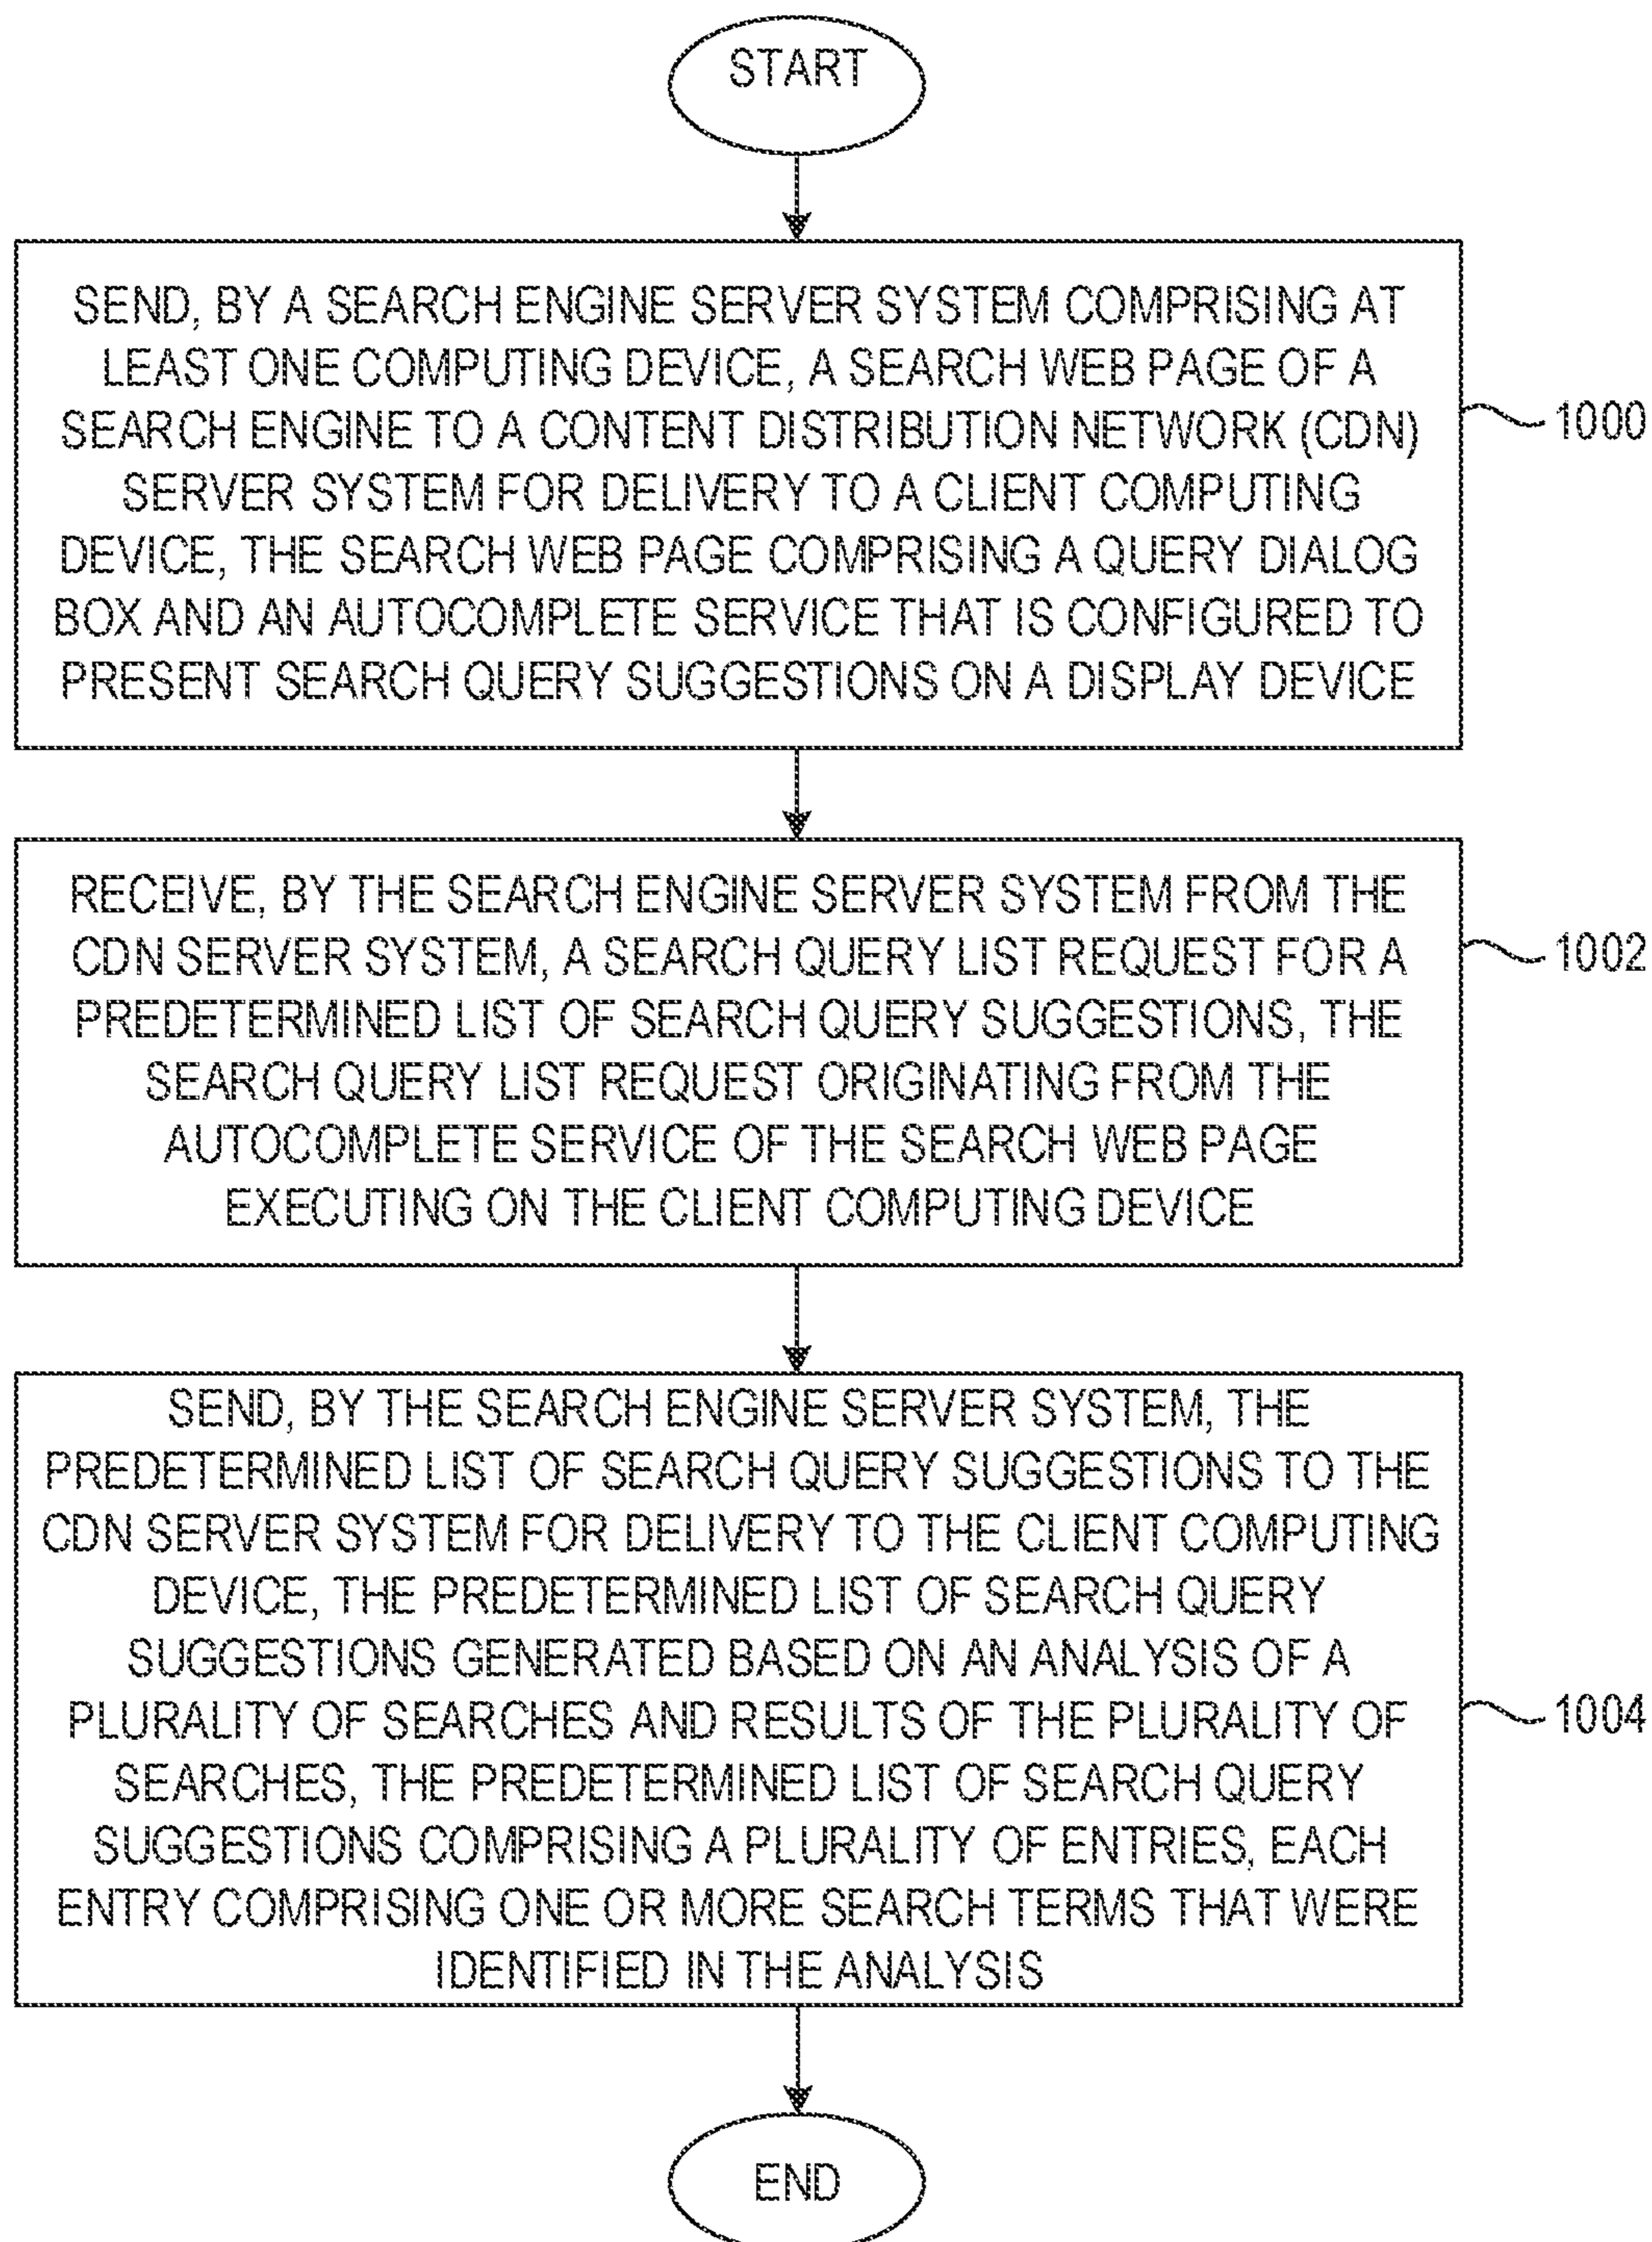 START
SEND, BY A SEARCH ENGINE SERVER SYSTEM COMPRISING AT
LEAST ONE COMPUTING DEVICE, A SEARCH WEB PAGE OF A
SEARCH ENGINE TO A CONTENT DISTRIBUTION NETWORK (CDN)
SERVER SYSTEM FOR DELIVERY TO A CLIENT COMPUTING
DEVICE, THE SEARCH WEB PAGE COMPRISING A QUERY DIALOG
BOX AND AN AUTOCOMPLETE SERVICE THAT IS CONFIGURED TO
PRESENT SEARCH QUERY SUGGESTIONS ON A DISPLAY DEVICE
1000
RECEIVE, BY THE SEARCH ENGINE SERVER SYSTEM FROM THE
CDN SERVER SYSTEM, A SEARCH QUERY LIST REQUEST FOR A
PREDETERMINED LIST OF SEARCH QUERY SUGGESTIONS, THE
SEARCH QUERY LIST REQUEST ORIGINATING FROM THE
AUTOCOMPLETE SERVICE OF THE SEARCH WEB PAGE
EXECUTING ON THE CLIENT COMPUTING DEVICE
1002
SEND, BY THE SEARCH ENGINE SERVER SYSTEM, THE
PREDETERMINED LIST OF SEARCH QUERY SUGGESTIONS TO THE
CDN SERVER SYSTEM FOR DELIVERY TO THE CLIENT COMPUTING
DEVICE, THE PREDETERMINED LIST OF SEARCH QUERY
SUGGESTIONS GENERATED BASED ON AN ANALYSIS OF A
PLURALITY OF SEARCHES AND RESULTS OF THE PLURALITY OF
SEARCHES, THE PREDETERMINED LIST OF SEARCH QUERY
SUGGESTIONS COMPRISING A PLURALITY OF ENTRIES, EACH
ENTRY COMPRISING ONE OR MORE SEARCH TERMS THAT WERE
IDENTIFIED IN THE ANALYSIS
1004
END